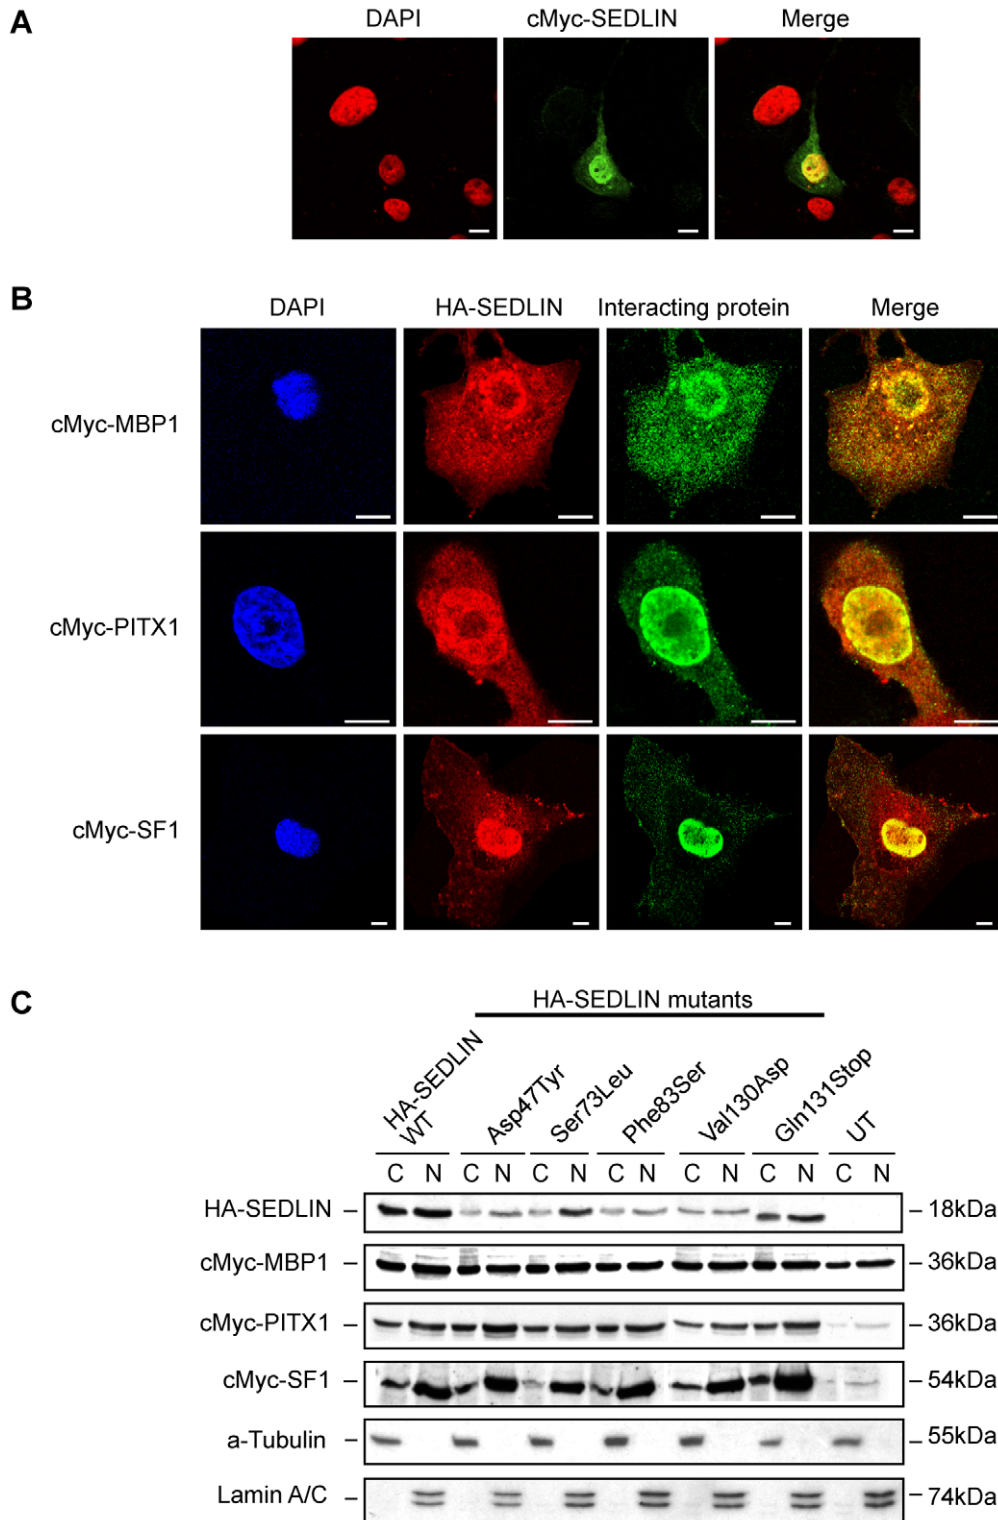 A
DAPI cMyc-SEDLIN Merge
B
DAPI HA-SEDLIN Interacting protein Merge
cMyc-MBP1
cMyc-PITX1
cMyc-SF1
C
HA-SEDLIN mutants
HA-SEDLIN WT Asp47Tyr Ser73Leu Phe83Ser Val130Asp Gln131Stop UT
C N C N C N C N C N C N C N
HA-SEDLIN – – 18kDa
cMyc-MBP1 – – 36kDa
cMyc-PITX1 – – 36kDa
cMyc-SF1 – – 54kDa
a-Tubulin – – 55kDa
Lamin A/C – – 74kDa